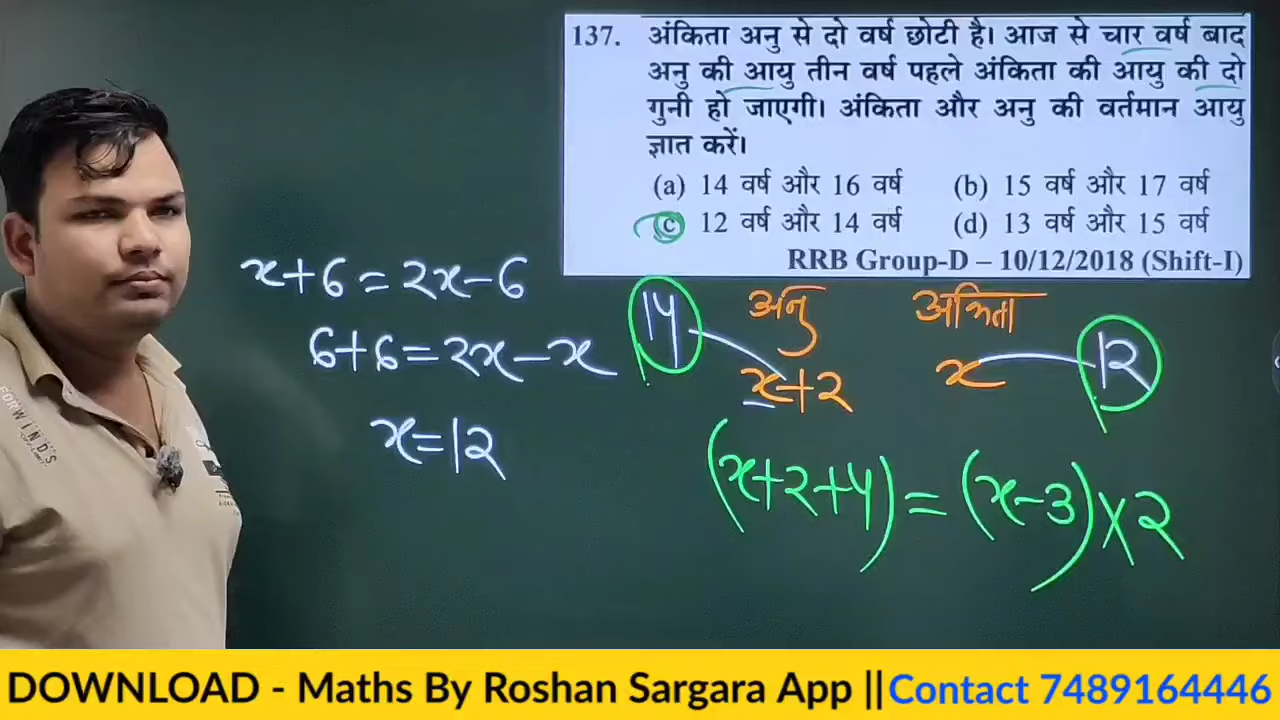 137. अंकिता अनु से दो वर्ष छोटी है। आज से चार वर्ष बाद
अनु की आयु तीन वर्ष पहले अंकिता की आयु की दो
गुनी हो जाएगी। अंकिता और अनु की वर्तमान आयु
ज्ञात करें।
(a) 14 वर्ष और 16 वर्ष (b) 15 वर्ष और 17 वर्ष
(c) 12 वर्ष और 14 वर्ष (d) 13 वर्ष और 15 वर्ष
RRB Group-D – 10/12/2018 (Shift-I)
x+6=2x-6
6+6=2x-x
x=12
14 अनु अंकिता
x+2 x 12
(x+2+4)=(x-3)×2
FORWINDS
DOWNLOAD - Maths By Roshan Sargara App ||Contact 7489164446